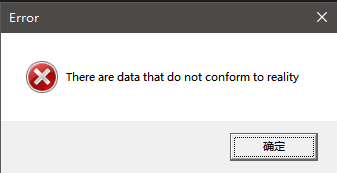 Error
There are data that do not conform to reality
确定